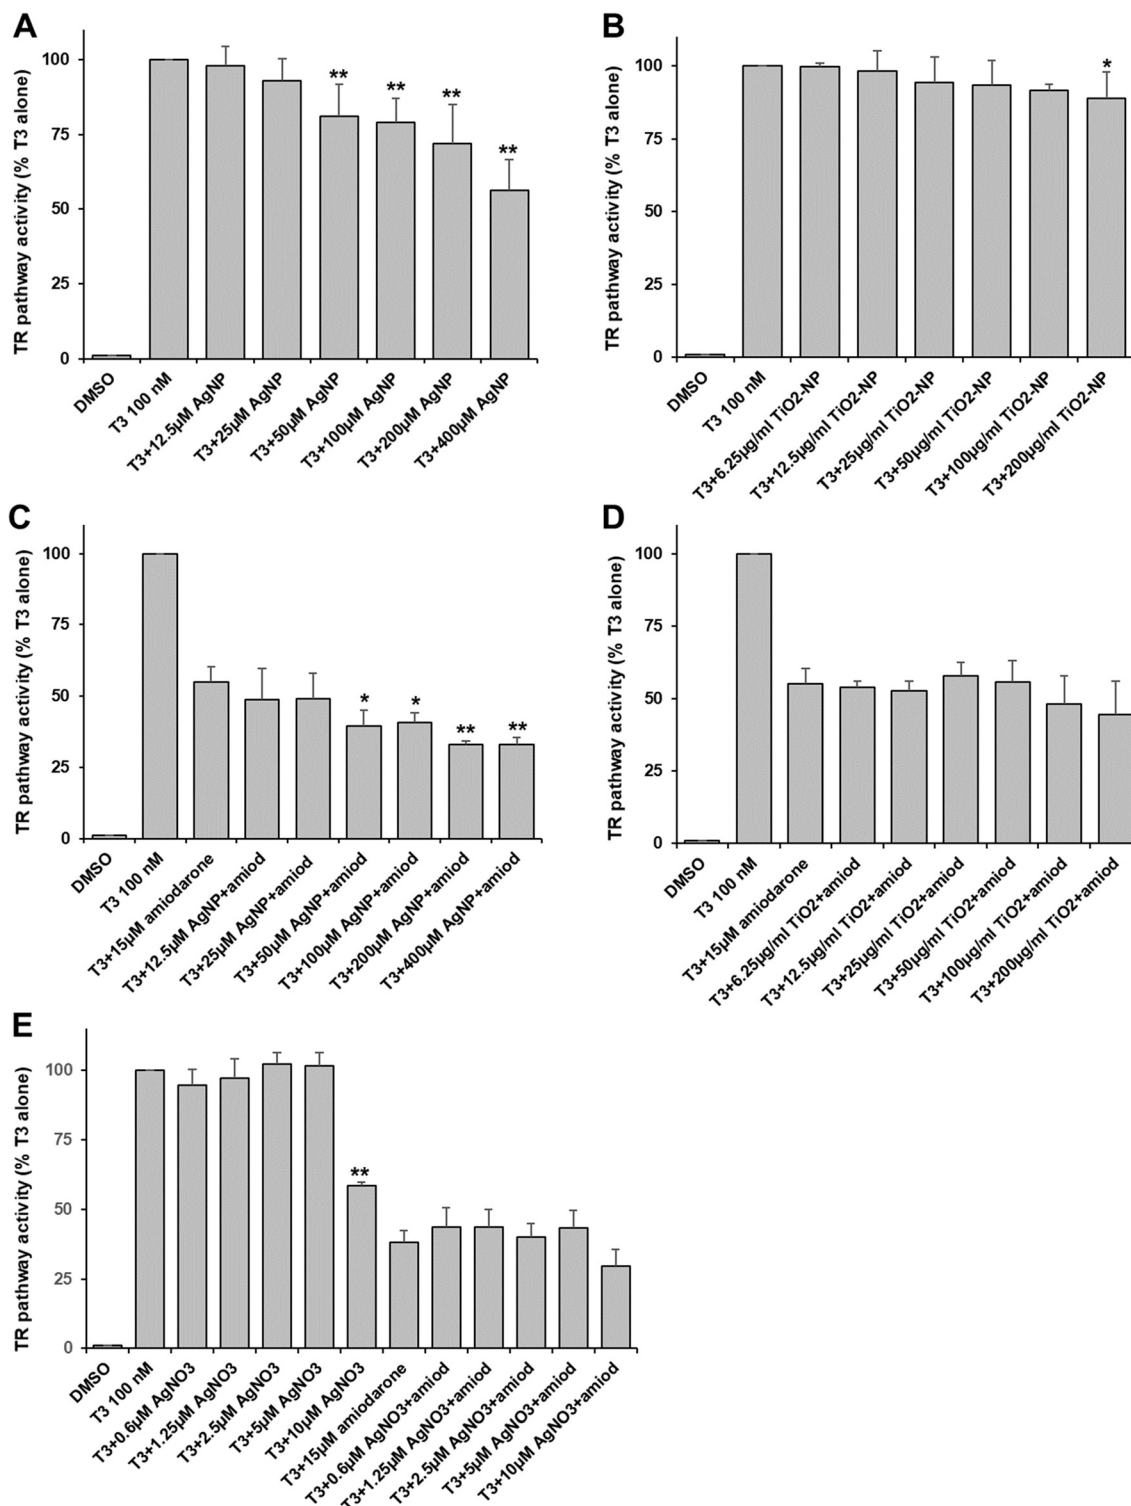 A
TR pathway activity (% T3 alone)
100
75
50
25
0
**
**
**
**
DMSO
T3 100 nM
T3+12.5µM AgNP
T3+25µM AgNP
T3+50µM AgNP
T3+100µM AgNP
T3+200µM AgNP
T3+400µM AgNP
B
TR pathway activity (% T3 alone)
100
75
50
25
0
*
DMSO
T3 100 nM
T3+6.25µg/ml TiO2-NP
T3+12.5µg/ml TiO2-NP
T3+25µg/ml TiO2-NP
T3+50µg/ml TiO2-NP
T3+100µg/ml TiO2-NP
T3+200µg/ml TiO2-NP
C
TR pathway activity (% T3 alone)
100
75
50
25
0
*
*
**
**
DMSO
T3 100 nM
T3+15µM amiodarone
T3+12.5µM AgNP+amiod
T3+25µM AgNP+amiod
T3+50µM AgNP+amiod
T3+100µM AgNP+amiod
T3+200µM AgNP+amiod
T3+400µM AgNP+amiod
D
TR pathway activity (% T3 alone)
100
75
50
25
0
DMSO
T3 100 nM
T3+15µM amiodarone
T3+6.25µg/ml TiO2+amiod
T3+12.5µg/ml TiO2+amiod
T3+25µg/ml TiO2+amiod
T3+50µg/ml TiO2+amiod
T3+100µg/ml TiO2+amiod
T3+200µg/ml TiO2+amiod
E
TR pathway activity (% T3 alone)
100
75
50
25
0
**
DMSO
T3 100 nM
T3+0.6µM AgNO3
T3+1.25µM AgNO3
T3+2.5µM AgNO3
T3+5µM AgNO3
T3+10µM AgNO3
T3+15µM amiodarone
T3+0.6µM AgNO3+amiod
T3+1.25µM AgNO3+amiod
T3+2.5µM AgNO3+amiod
T3+5µM AgNO3+amiod
T3+10µM AgNO3+amiod